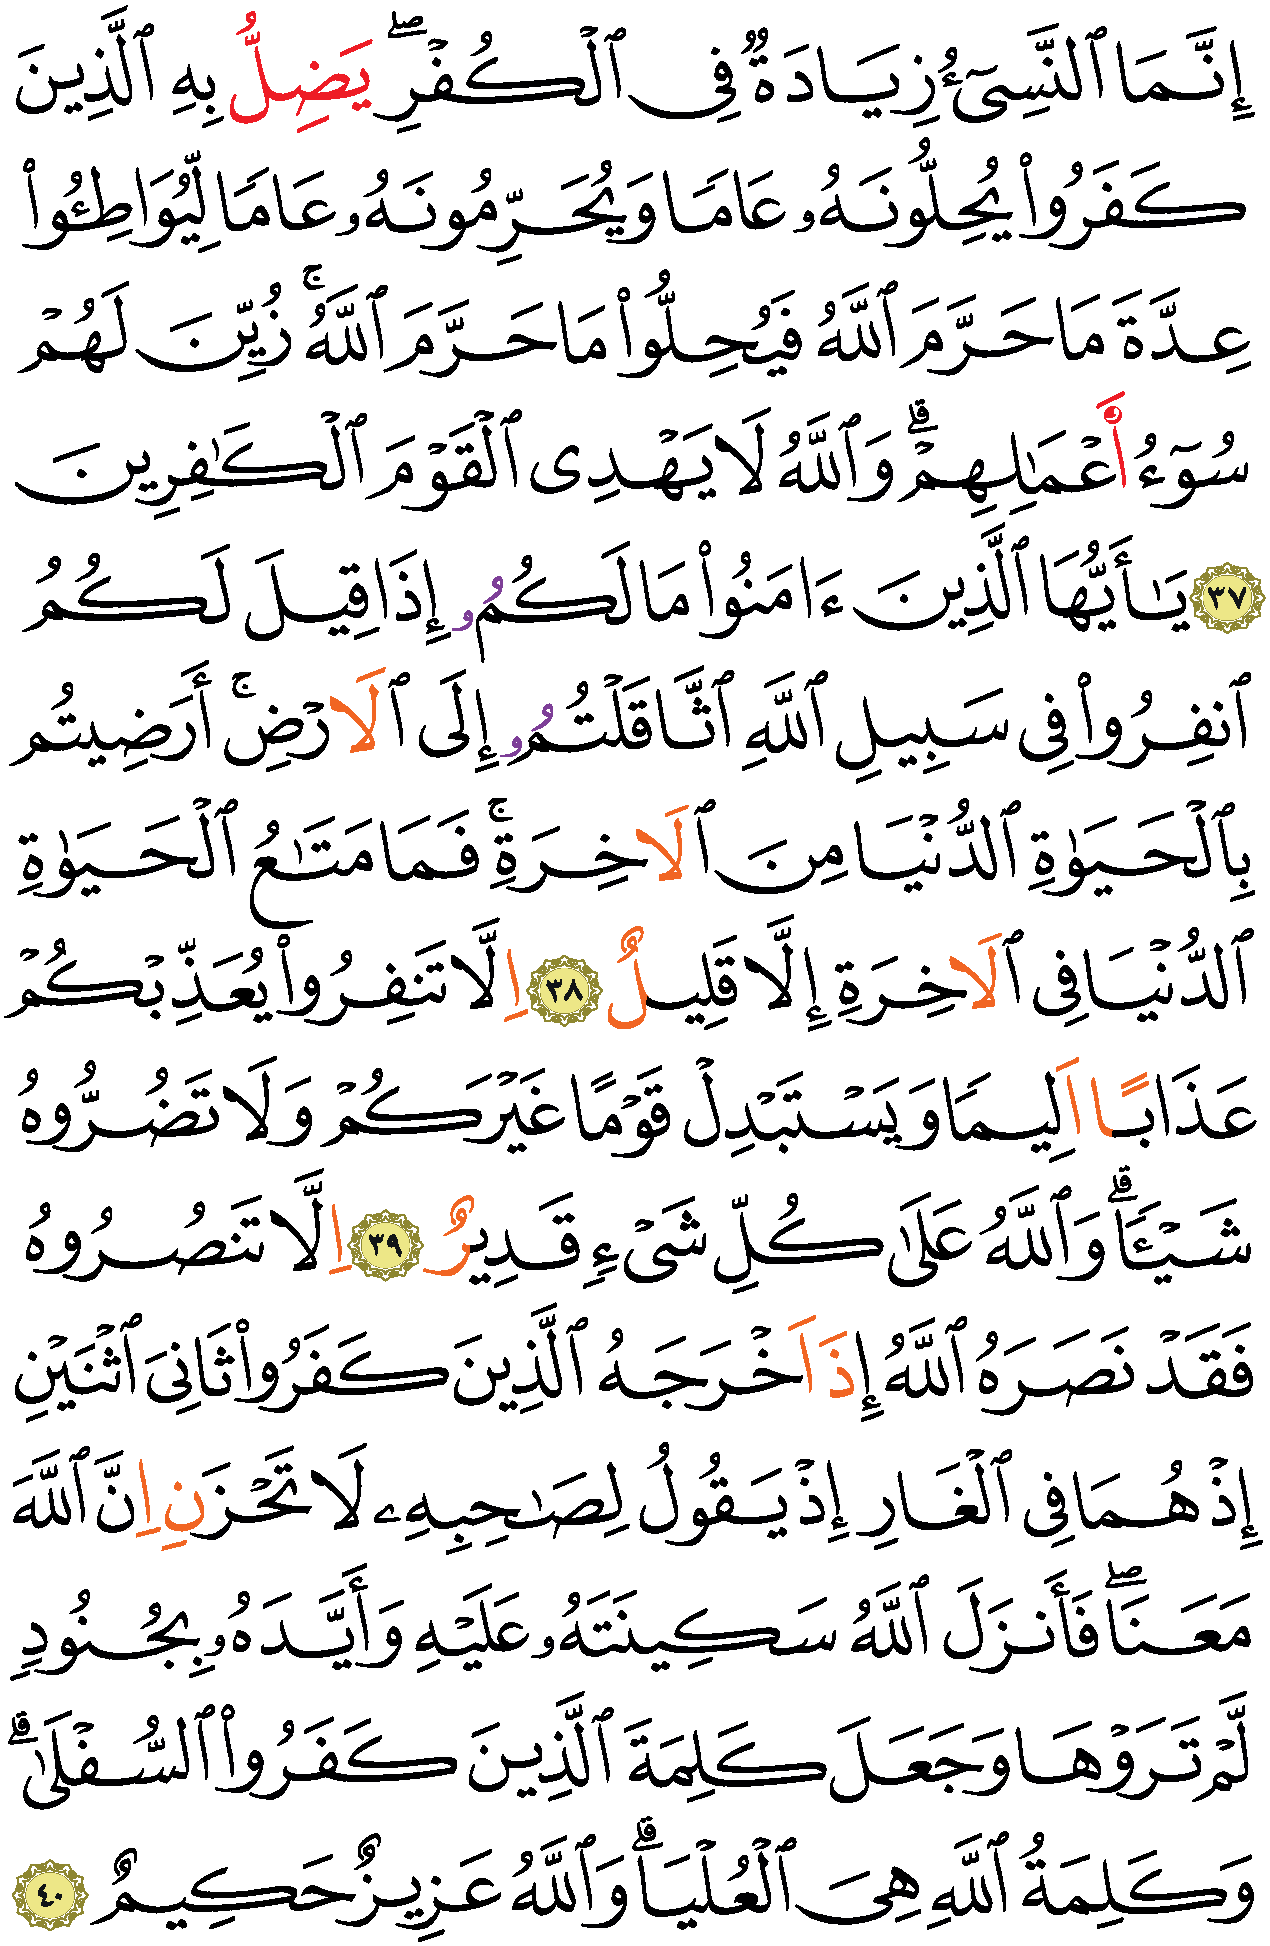 إِنَّمَا ٱلنَّسِيٓءُ زِيَادَةٌ فِى ٱلْكُفْرِۖ يَضِلُّ بِهِ ٱلَّذِينَ
كَفَرُوا۟ يُحِلُّونَهُۥ عَامًا وَيُحَرِّمُونَهُۥ عَامًا لِّيُوَاطِـُٔوا۟
عِدَّةَ مَا حَرَّمَ ٱللَّهُ فَيُحِلُّوا۟ مَا حَرَّمَ ٱللَّهُۚ زُيِّنَ لَهُمْ
سُوٓءُ أَعْمَٰلِهِمْۗ وَٱللَّهُ لَا يَهْدِى ٱلْقَوْمَ ٱلْكَٰفِرِينَ
٣٧ يَٰٓأَيُّهَا ٱلَّذِينَ ءَامَنُوا۟ مَا لَكُمُۥ إِذَا قِيلَ لَكُمُ
ٱنفِرُوا۟ فِى سَبِيلِ ٱللَّهِ ٱثَّاقَلْتُمُۥ إِلَى ٱلَارْضِۚ أَرَضِيتُم
بِٱلْحَيَوٰةِ ٱلدُّنْيَا مِنَ ٱلَاخِرَةِۚ فَمَا مَتَٰعُ ٱلْحَيَوٰةِ
ٱلدُّنْيَا فِى ٱلَاخِرَةِ إِلَّا قَلِيلٌ ٣٨ اِلَّا تَنفِرُوا۟ يُعَذِّبْكُمْ
عَذَابًا اَلِيمًا وَيَسْتَبْدِلْ قَوْمًا غَيْرَكُمْ وَلَا تَضُرُّوهُ
شَيْـًٔاۗ وَٱللَّهُ عَلَىٰ كُلِّ شَىْءٍ قَدِيرٌ ٣٩ اِلَّا تَنصُرُوهُ
فَقَدْ نَصَرَهُ ٱللَّهُ إِذَ اَخْرَجَهُ ٱلَّذِينَ كَفَرُوا۟ ثَانِىَ ٱثْنَيْنِ
إِذْ هُمَا فِى ٱلْغَارِ إِذْ يَقُولُ لِصَٰحِبِهِۦ لَا تَحْزَنِ اِنَّ ٱللَّهَ
مَعَنَاۖ فَأَنزَلَ ٱللَّهُ سَكِينَتَهُۥ عَلَيْهِ وَأَيَّدَهُۥ بِجُنُودٍ
لَّمْ تَرَوْهَا وَجَعَلَ كَلِمَةَ ٱلَّذِينَ كَفَرُوا۟ ٱلسُّفْلَىٰۗ
وَكَلِمَةُ ٱللَّهِ هِىَ ٱلْعُلْيَاۗ وَٱللَّهُ عَزِيزٌ حَكِيمٌ ٤٠